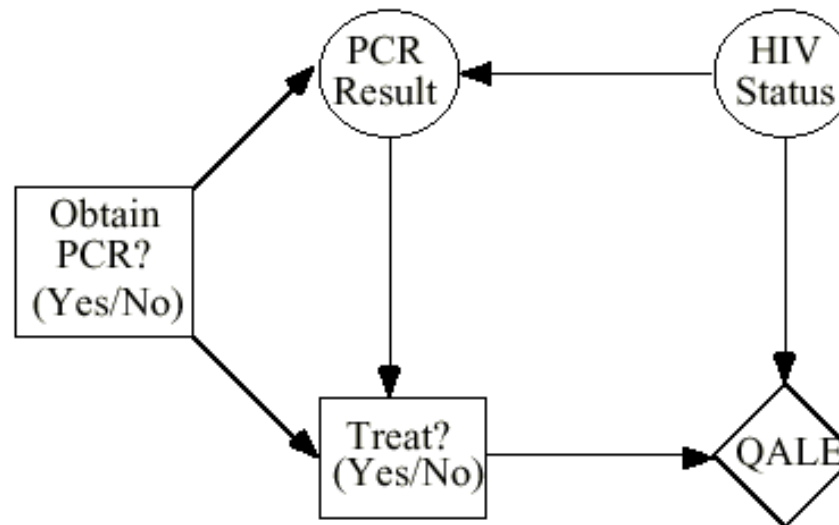 PCR
Result
HIV
Status
Obtain
PCR?
(Yes/No)
Treat?
(Yes/No)
QALE